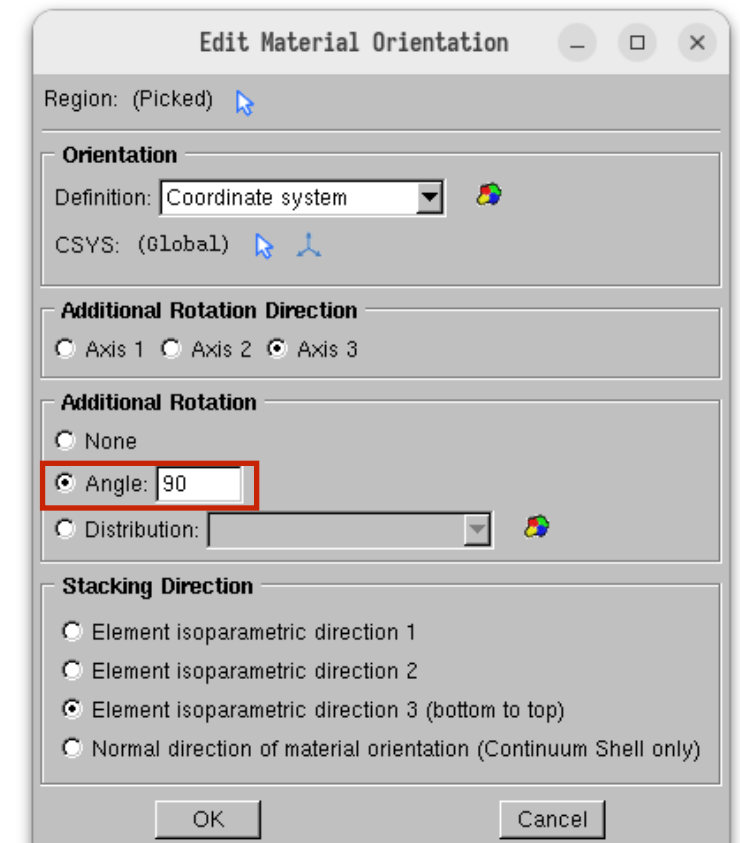 Edit Material Orientation
Region: (Picked)
Orientation
Definition: Coordinate system
CSYS: (Global)
Additional Rotation Direction
Axis 1 Axis 2 Axis 3
Additional Rotation
None
Angle: 90
Distribution:
Stacking Direction
Element isoparametric direction 1
Element isoparametric direction 2
Element isoparametric direction 3 (bottom to top)
Normal direction of material orientation (Continuum Shell only)
OK Cancel